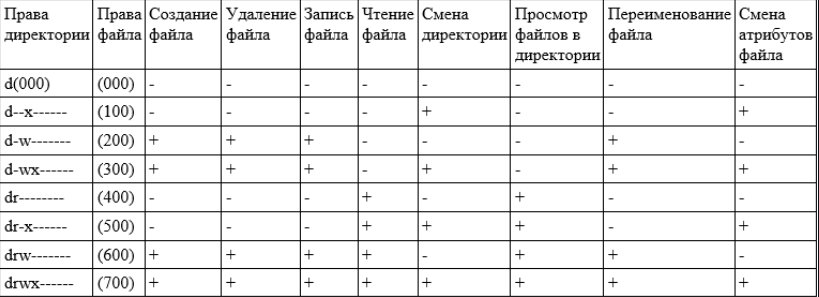 Права директории | Права файла | Создание файла | Удаление файла | Запись файла | Чтение файла | Смена директории | Просмотр файлов в директории | Переименование файла | Смена атрибутов файла
d(000) | (000) | - | - | - | - | - | - | - | -
d--x------ | (100) | - | - | - | - | + | - | - | +
d-w------- | (200) | + | + | + | - | - | - | + | -
d-wx------ | (300) | + | + | + | - | + | - | + | +
dr-------- | (400) | - | - | - | + | - | + | - | -
dr-x------ | (500) | - | - | - | + | + | + | - | +
drw------- | (600) | + | + | + | + | - | + | + | -
drwx------ | (700) | + | + | + | + | + | + | + | +